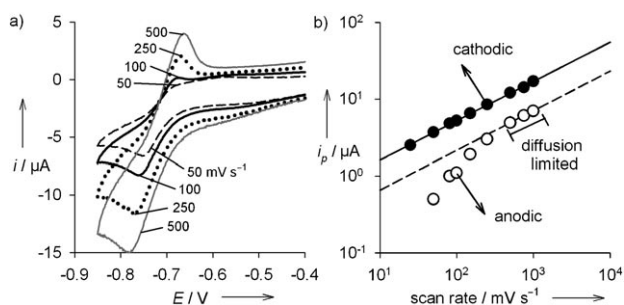 a)
5
0
-5
-10
-15
i / µA
500
250
100
50
50 mV s⁻¹
100
250
500
-0.9
-0.8
-0.7
-0.6
-0.5
-0.4
E / V
b)
10²
10¹
10⁰
10⁻¹
iₚ / µA
cathodic
diffusion
limited
anodic
10¹
10²
10³
10⁴
scan rate / mV s⁻¹